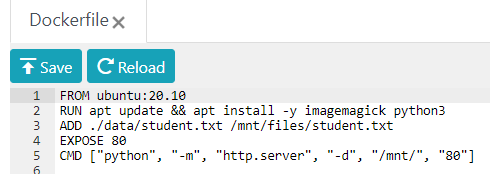 Dockerfile ×
Save Reload
1 FROM ubuntu:20.10
2 RUN apt update && apt install -y imagemagick python3
3 ADD ./data/student.txt /mnt/files/student.txt
4 EXPOSE 80
5 CMD ["python", "-m", "http.server", "-d", "/mnt/", "80"]